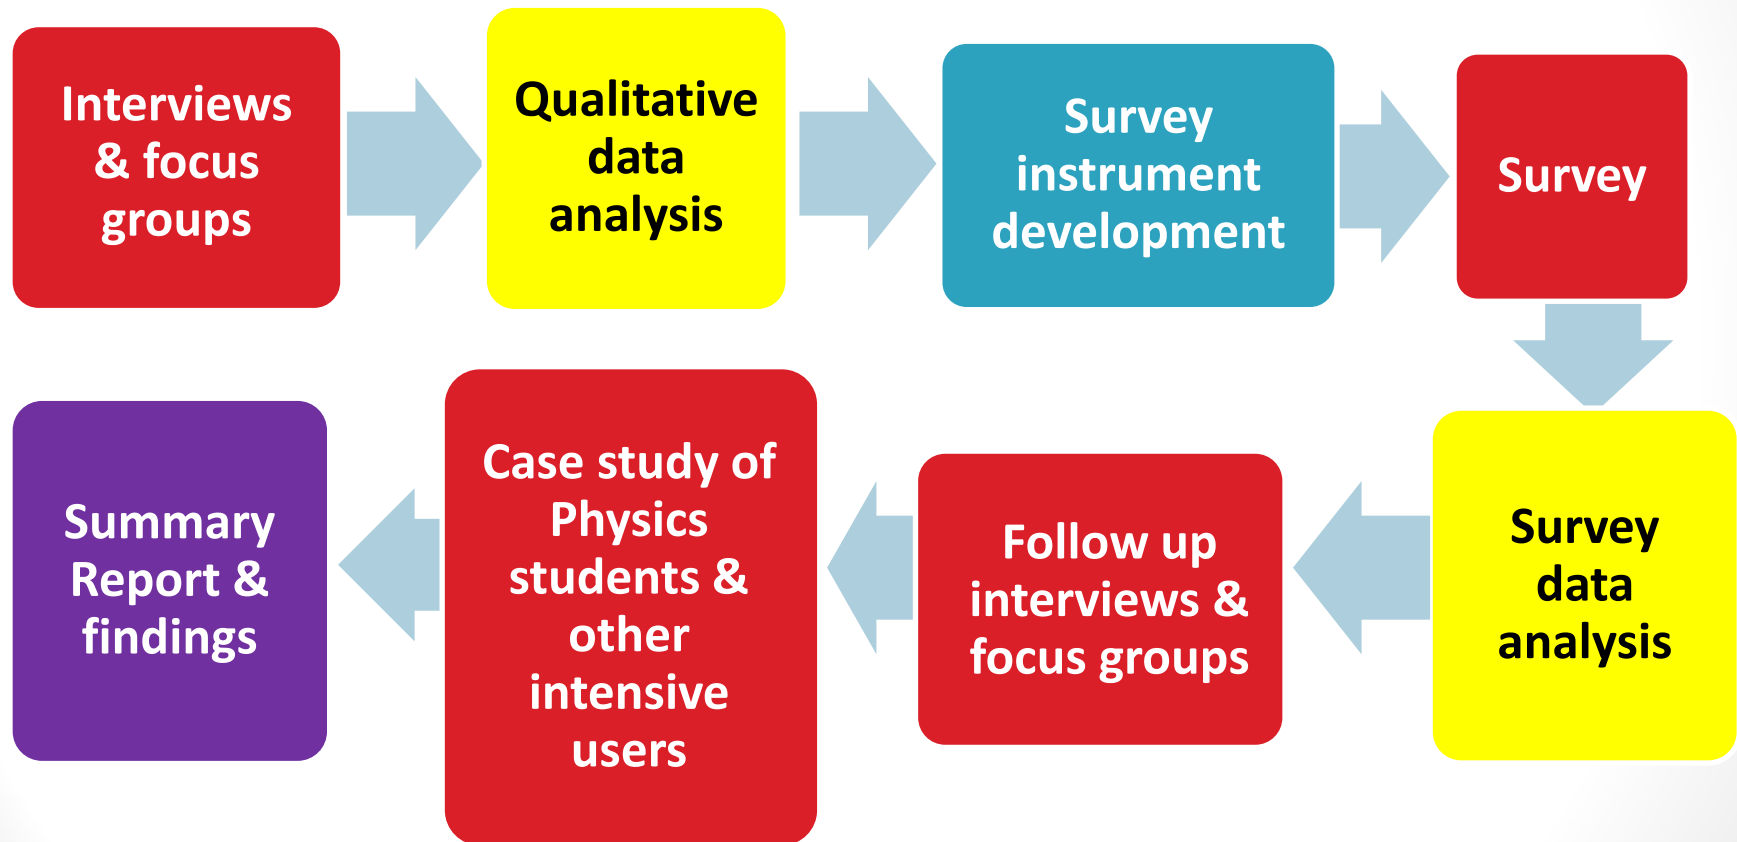 Interviews
& focus
groups
Qualitative
data
analysis
Survey
instrument
development
Survey
Survey
data
analysis
Follow up
interviews &
focus groups
Case study of
Physics
students &
other
intensive
users
Summary
Report &
findings